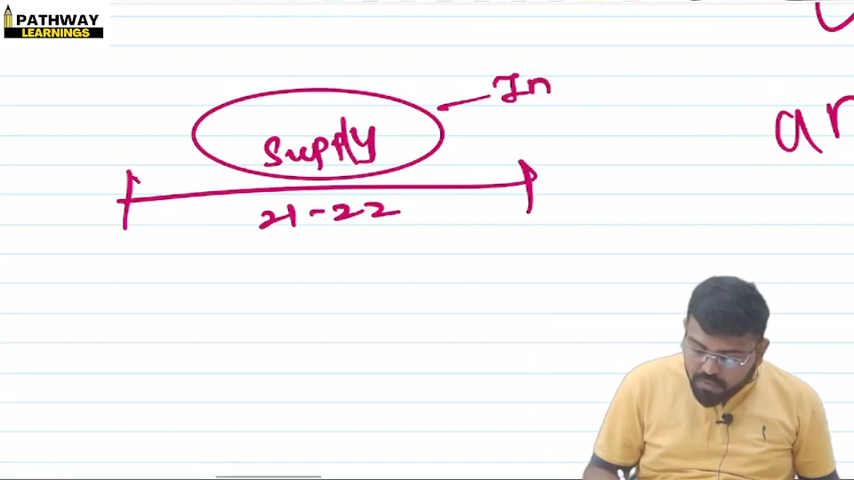 PATHWAY
LEARNINGS
In
Supply
21-22
ar